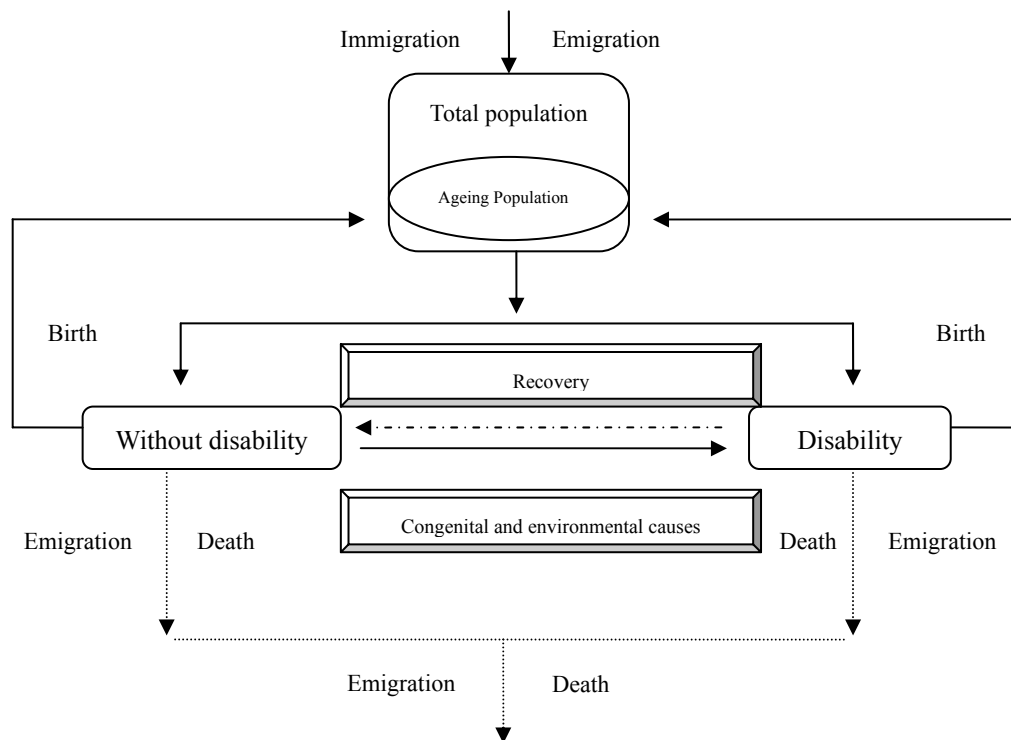 Immigration Emigration
Total population
Ageing Population
Birth Birth
Recovery
Without disability Disability
Congenital and environmental causes
Emigration Death Death Emigration
Emigration Death